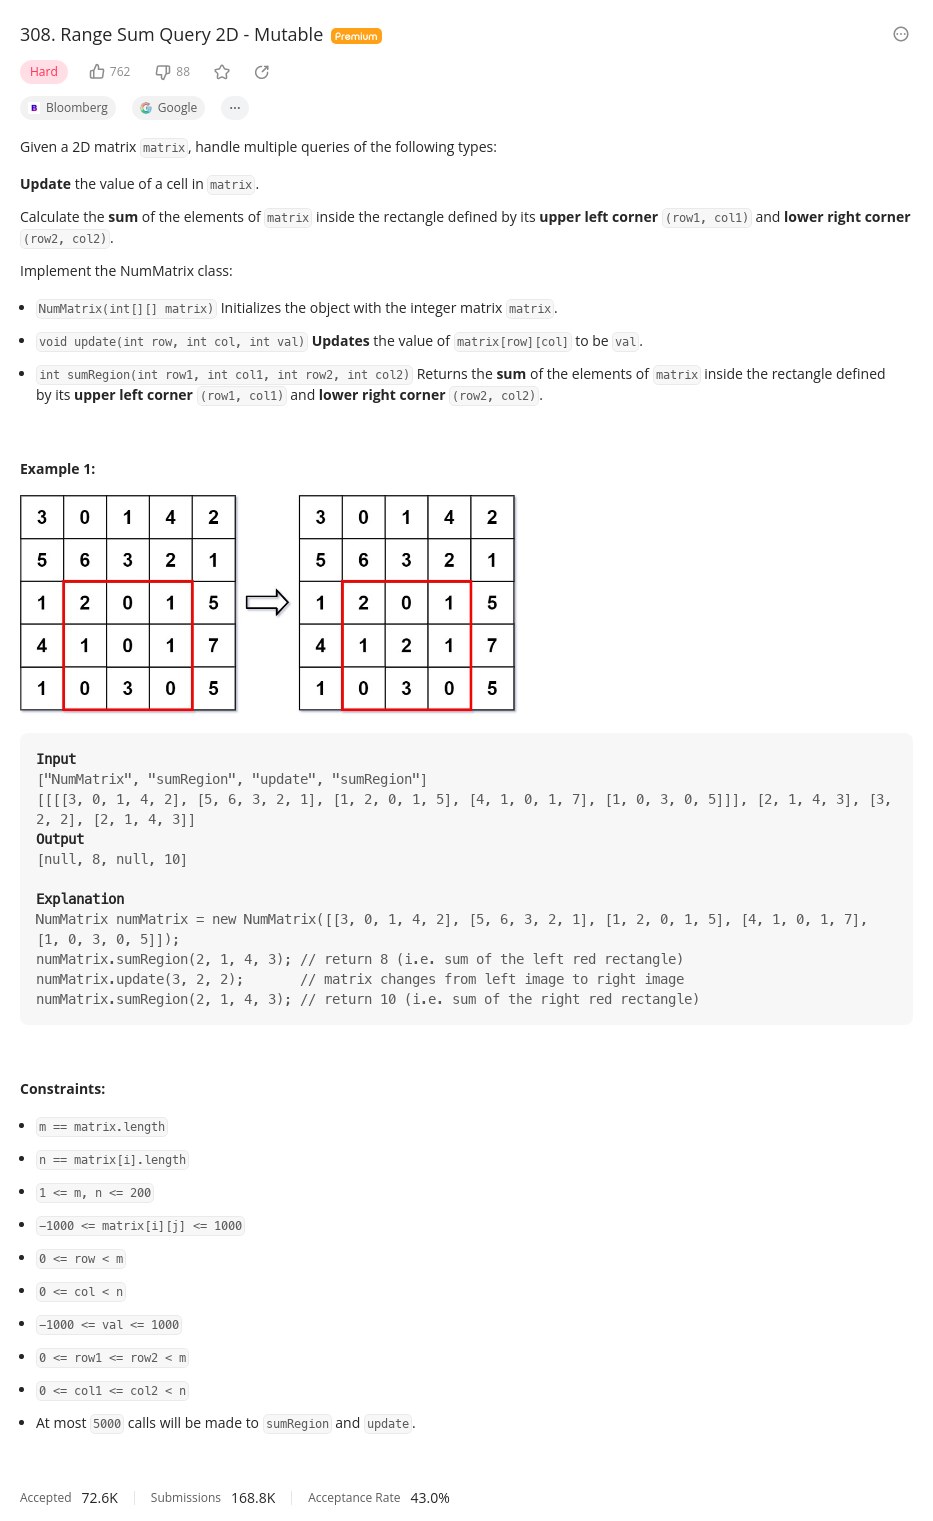 308. Range Sum Query 2D - Mutable Premium
Hard 762 88
Bloomberg Google ...
Given a 2D matrix matrix, handle multiple queries of the following types:
Update the value of a cell in matrix.
Calculate the sum of the elements of matrix inside the rectangle defined by its upper left corner (row1, col1) and lower right corner
(row2, col2).
Implement the NumMatrix class:
• NumMatrix(int[][] matrix) Initializes the object with the integer matrix matrix.
• void update(int row, int col, int val) Updates the value of matrix[row][col] to be val.
• int sumRegion(int row1, int col1, int row2, int col2) Returns the sum of the elements of matrix inside the rectangle defined
by its upper left corner (row1, col1) and lower right corner (row2, col2).
Example 1:
3 0 1 4 2 3 0 1 4 2
5 6 3 2 1 5 6 3 2 1
1 2 0 1 5 1 2 0 1 5
4 1 0 1 7 4 1 2 1 7
1 0 3 0 5 1 0 3 0 5
Input
["NumMatrix", "sumRegion", "update", "sumRegion"]
[[[[3, 0, 1, 4, 2], [5, 6, 3, 2, 1], [1, 2, 0, 1, 5], [4, 1, 0, 1, 7], [1, 0, 3, 0, 5]]], [2, 1, 4, 3], [3,
2, 2], [2, 1, 4, 3]]
Output
[null, 8, null, 10]
Explanation
NumMatrix numMatrix = new NumMatrix([[3, 0, 1, 4, 2], [5, 6, 3, 2, 1], [1, 2, 0, 1, 5], [4, 1, 0, 1, 7],
[1, 0, 3, 0, 5]]);
numMatrix.sumRegion(2, 1, 4, 3); // return 8 (i.e. sum of the left red rectangle)
numMatrix.update(3, 2, 2);       // matrix changes from left image to right image
numMatrix.sumRegion(2, 1, 4, 3); // return 10 (i.e. sum of the right red rectangle)
Constraints:
• m == matrix.length
• n == matrix[i].length
• 1 <= m, n <= 200
• -1000 <= matrix[i][j] <= 1000
• 0 <= row < m
• 0 <= col < n
• -1000 <= val <= 1000
• 0 <= row1 <= row2 < m
• 0 <= col1 <= col2 < n
• At most 5000 calls will be made to sumRegion and update.
Accepted 72.6K Submissions 168.8K Acceptance Rate 43.0%